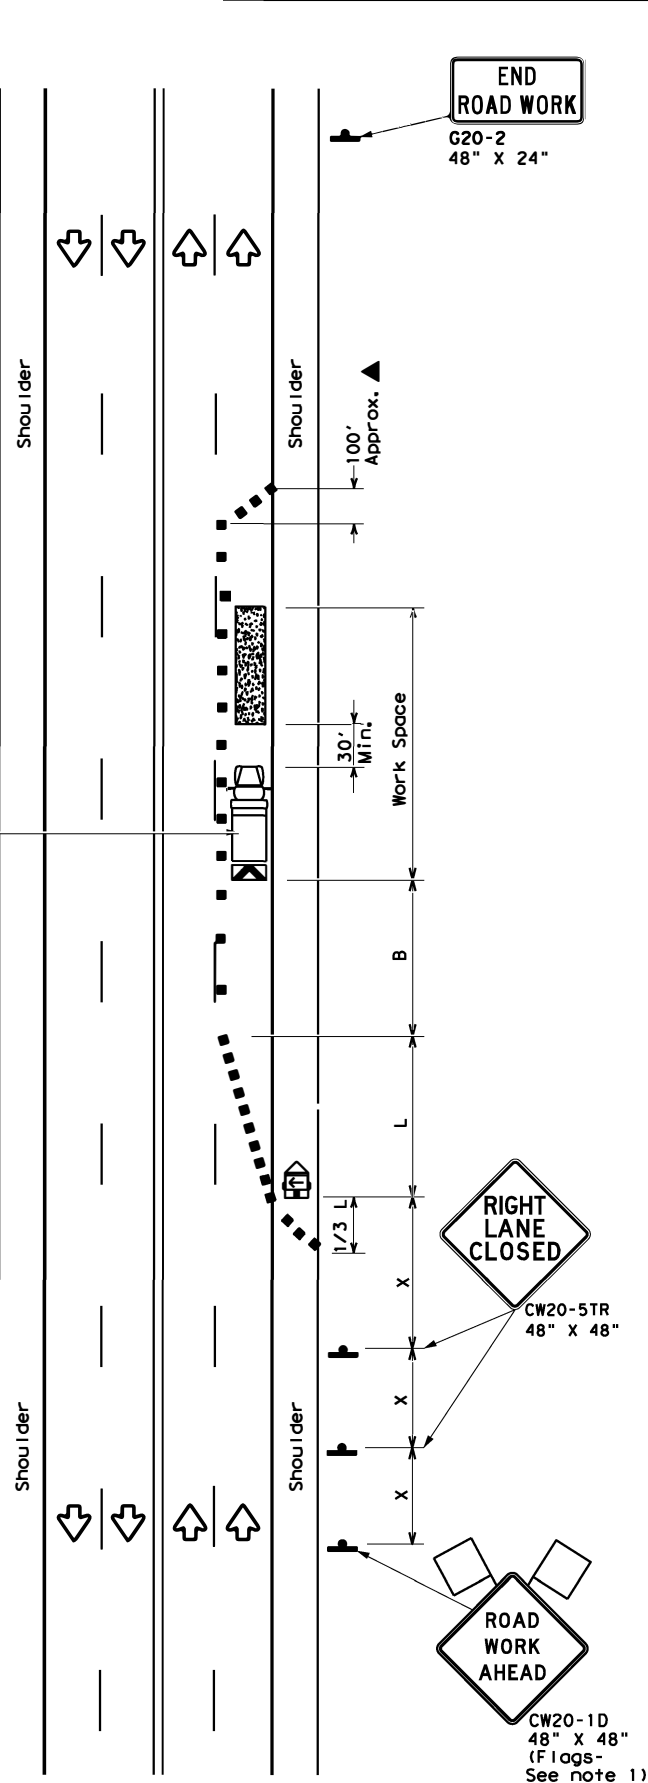 END
ROAD WORK
G20-2
48" X 24"
Shoulder
Shoulder
100'
Approx.
30'
Min.
Work Space
B
L
1/3 L
X
RIGHT
LANE
CLOSED
CW20-5TR
48" X 48"
X
Shoulder
Shoulder
X
ROAD
WORK
AHEAD
CW20-1D
48" X 48"
(Flags-
See note 1)